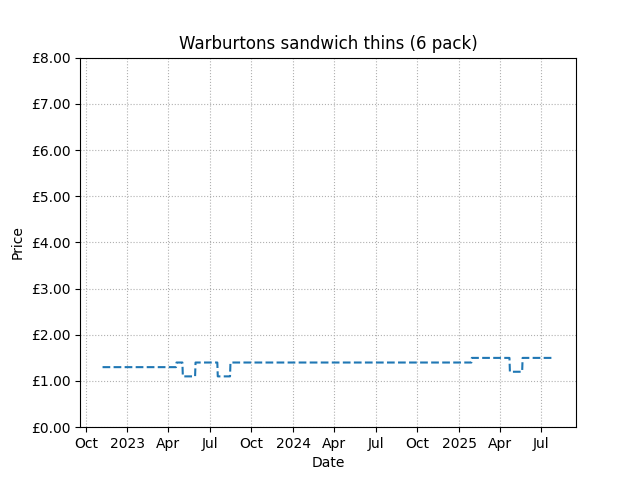 Warburtons sandwich thins (6 pack)
£8.00
£7.00
£6.00
£5.00
£4.00
£3.00
£2.00
£1.00
£0.00
Price
Oct 2023 Apr Jul Oct 2024 Apr Jul Oct 2025 Apr Jul
Date